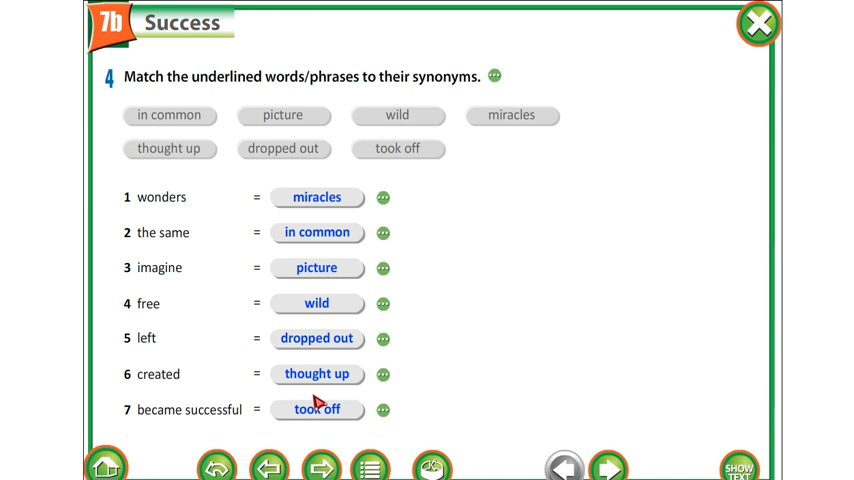 7b Success
4 Match the underlined words/phrases to their synonyms.
in common picture wild miracles
thought up dropped out took off
1 wonders = miracles
2 the same = in common
3 imagine = picture
4 free = wild
5 left = dropped out
6 created = thought up
7 became successful = took off
SHOW
TEXT